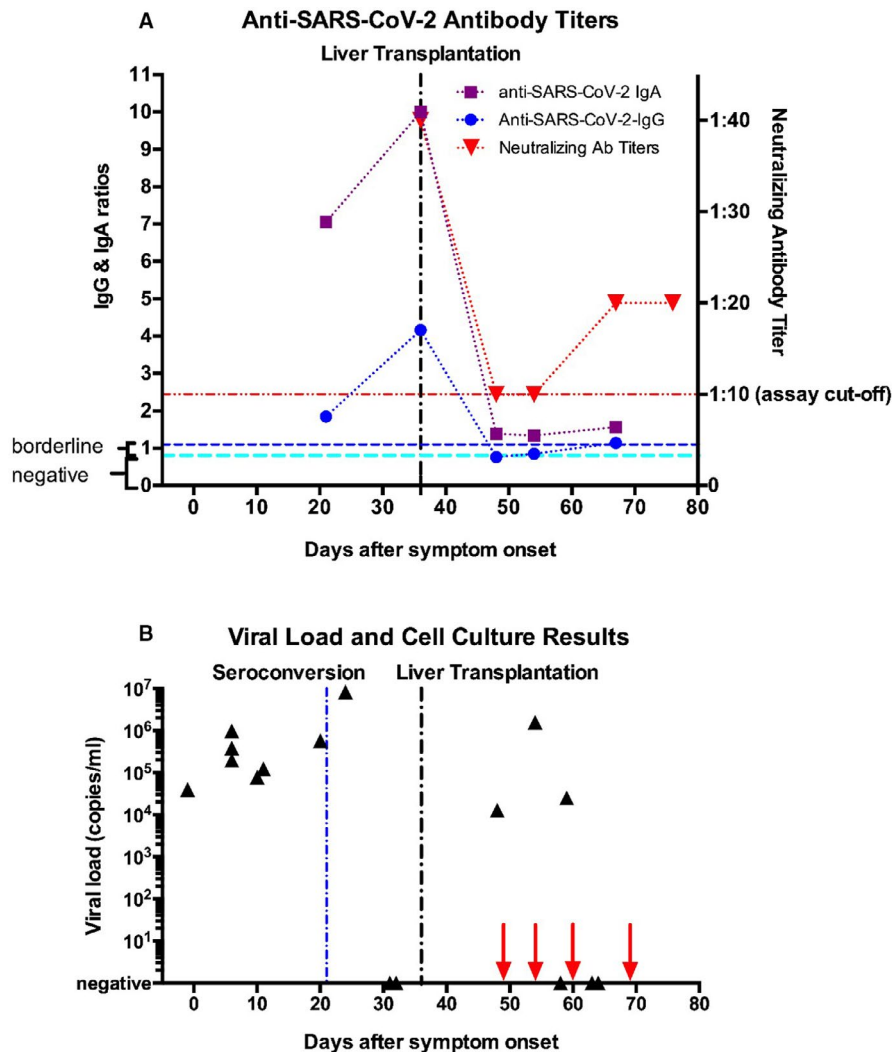 A
Anti-SARS-CoV-2 Antibody Titers
Liver Transplantation
IgG & IgA ratios
11
10
9
8
7
6
5
4
3
2
1
0
borderline
negative
anti-SARS-CoV-2 IgA
Anti-SARS-CoV-2-IgG
Neutralizing Ab Titers
1:40
1:30
1:20
1:10 (assay cut-off)
0
Neutralizing Antibody
Titer
0 10 20 30 40 50 60 70 80
Days after symptom onset
B
Viral Load and Cell Culture Results
Seroconversion Liver Transplantation
Viral load (copies/ml)
10⁷
10⁶
10⁵
10⁴
10³
10²
10¹
negative
0 10 20 30 40 50 60 70 80
Days after symptom onset